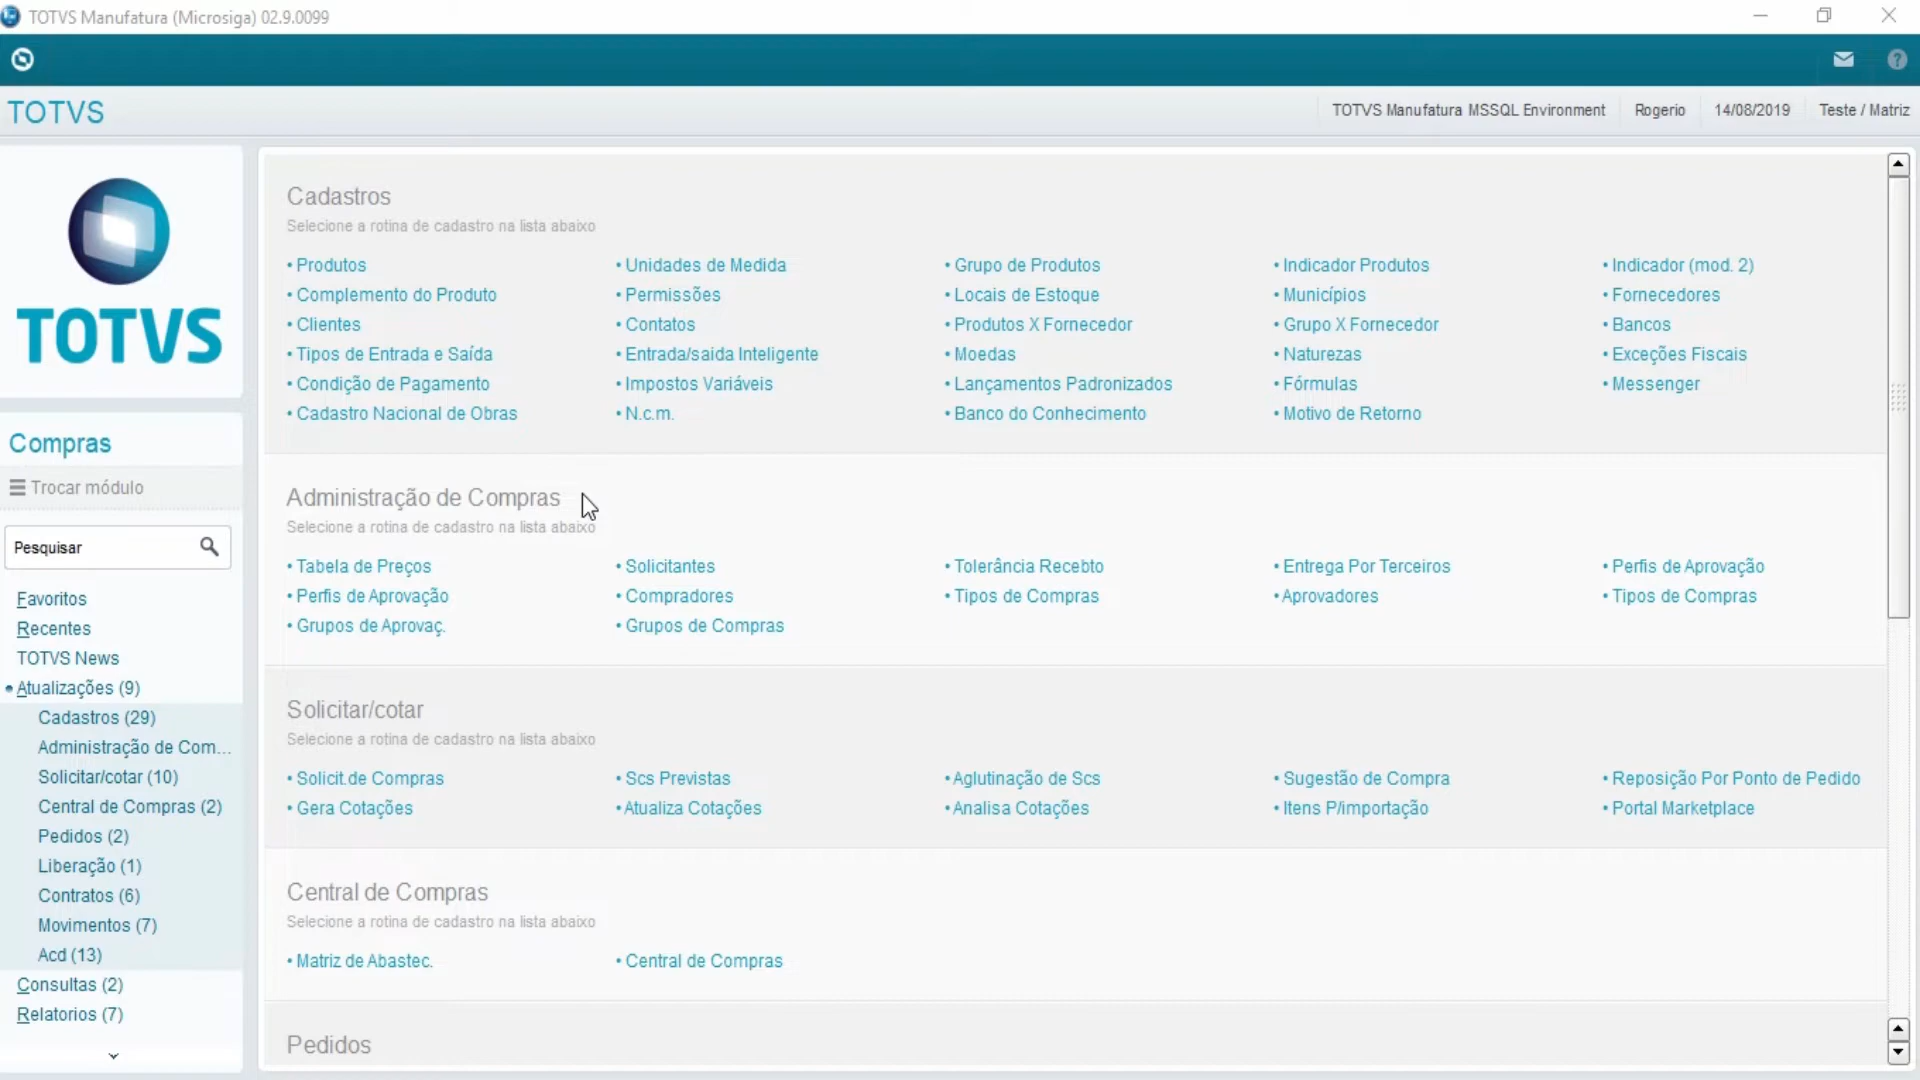 TOTVS Manufatura (Microsiga) 02.9.0099
TOTVS
TOTVS Manufatura MSSQL Environment
Rogerio
14/08/2019
Teste / Matriz
TOTVS
Compras
Trocar módulo
Pesquisar
Favoritos
Recentes
TOTVS News
• Atualizações (9)
Cadastros (29)
Administração de Com...
Solicitar/cotar (10)
Central de Compras (2)
Pedidos (2)
Liberação (1)
Contratos (6)
Movimentos (7)
Acd (13)
Consultas (2)
Relatorios (7)
Cadastros
Selecione a rotina de cadastro na lista abaixo
• Produtos • Unidades de Medida • Grupo de Produtos • Indicador Produtos • Indicador (mod. 2)
• Complemento do Produto • Permissões • Locais de Estoque • Municípios • Fornecedores
• Clientes • Contatos • Produtos X Fornecedor • Grupo X Fornecedor • Bancos
• Tipos de Entrada e Saída • Entrada/saida Inteligente • Moedas • Naturezas • Exceções Fiscais
• Condição de Pagamento • Impostos Variáveis • Lançamentos Padronizados • Fórmulas • Messenger
• Cadastro Nacional de Obras • N.c.m. • Banco do Conhecimento • Motivo de Retorno
Administração de Compras
Selecione a rotina de cadastro na lista abaixo
• Tabela de Preços • Solicitantes • Tolerância Recebto • Entrega Por Terceiros • Perfis de Aprovação
• Perfis de Aprovação • Compradores • Tipos de Compras • Aprovadores • Tipos de Compras
• Grupos de Aprovaç. • Grupos de Compras
Solicitar/cotar
Selecione a rotina de cadastro na lista abaixo
• Solicit.de Compras • Scs Previstas • Aglutinação de Scs • Sugestão de Compra • Reposição Por Ponto de Pedido
• Gera Cotações • Atualiza Cotações • Analisa Cotações • Itens P/importação • Portal Marketplace
Central de Compras
Selecione a rotina de cadastro na lista abaixo
• Matriz de Abastec. • Central de Compras
Pedidos